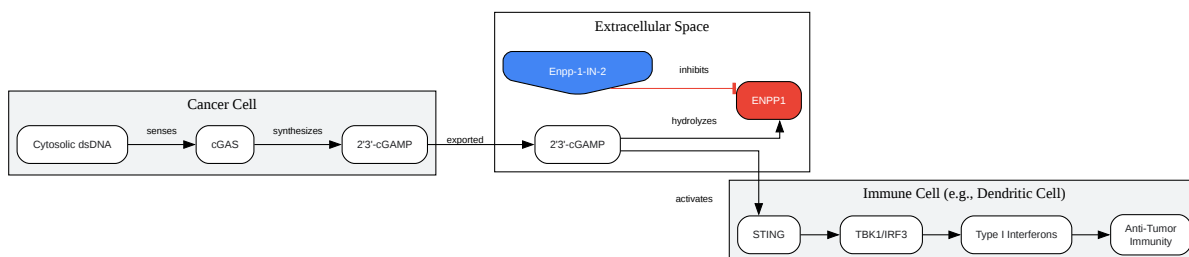 Extracellular Space
Enpp-1-IN-2
inhibits
ENPP1
Cancer Cell
hydrolyzes
Cytosolic dsDNA
senses
cGAS
synthesizes
2'3'-cGAMP
exported
2'3'-cGAMP
activates
Immune Cell (e.g., Dendritic Cell)
STING
TBK1/IRF3
Type I Interferons
Anti-Tumor
Immunity